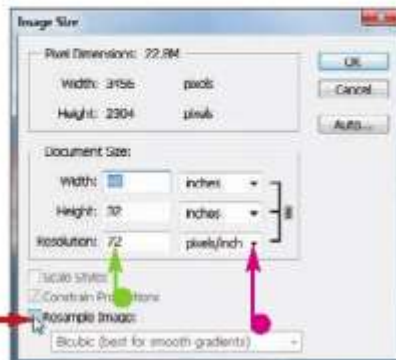 Image Size
Pixel Dimensions: 22.8M
OK
Width: 3456 pixels
Cancel
Height: 2304 pixels
Auto...
Document Size:
Width: inches
Height: 32 inches
Resolution: 72 pixels/inch
Scale Styles
Constrain Proportions
Resample Image:
Bicubic (best for smooth gradients)